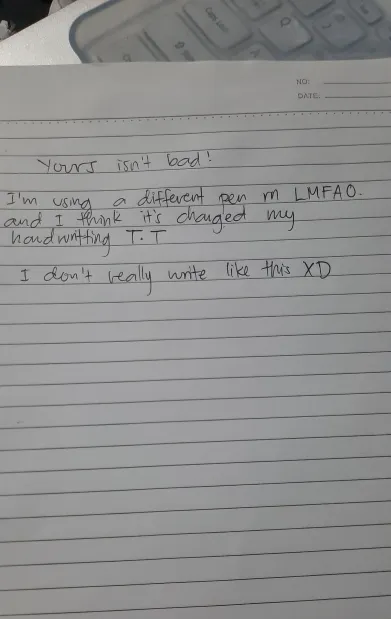 NO:
DATE:
Yours isn't bad!
I'm using a different pen rn LMFAO.
and I think it's changed my
handwritting T.T
I don't really write like this XD